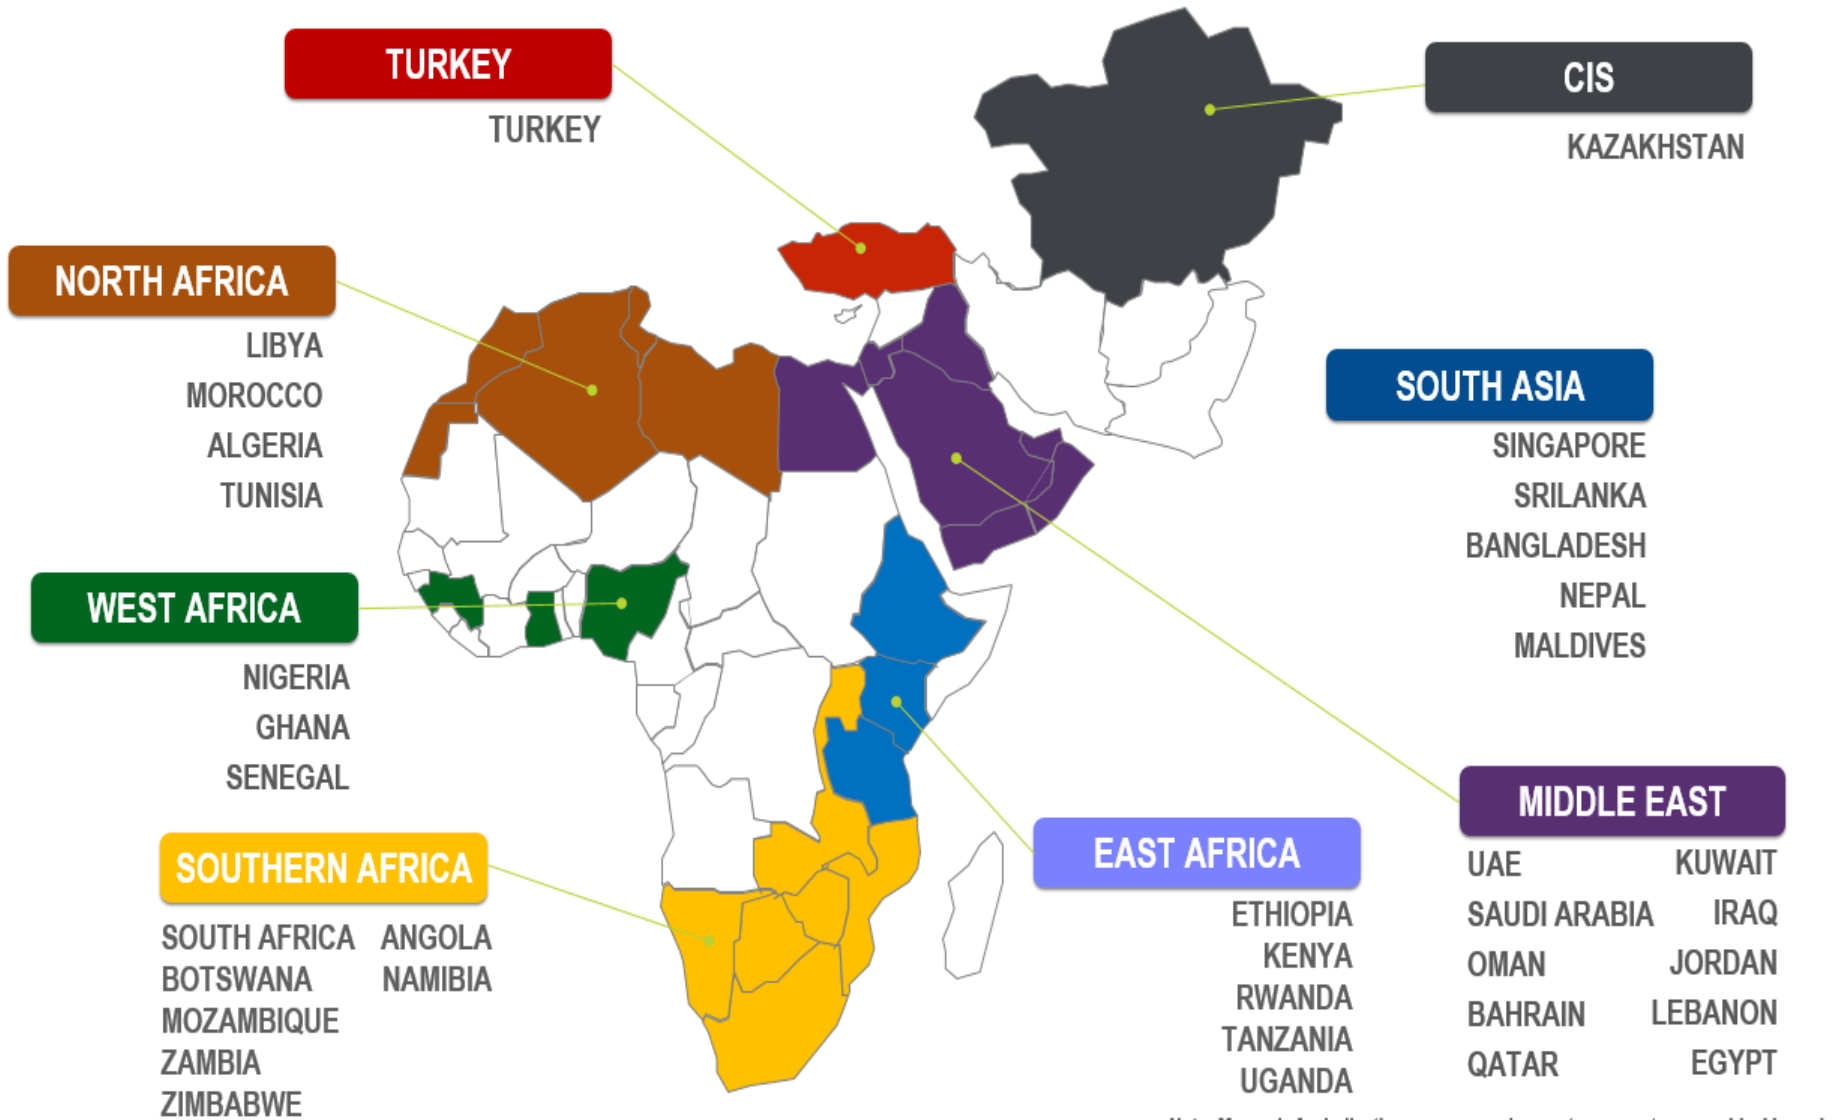 TURKEY
TURKEY
CIS
KAZAKHSTAN
NORTH AFRICA
LIBYA
MOROCCO
ALGERIA
TUNISIA
SOUTH ASIA
SINGAPORE
SRILANKA
BANGLADESH
NEPAL
MALDIVES
WEST AFRICA
NIGERIA
GHANA
SENEGAL
SOUTHERN AFRICA
SOUTH AFRICA ANGOLA
BOTSWANA NAMIBIA
MOZAMBIQUE
ZAMBIA
ZIMBABWE
EAST AFRICA
ETHIOPIA
KENYA
RWANDA
TANZANIA
UGANDA
MIDDLE EAST
UAE KUWAIT
SAUDI ARABIA IRAQ
OMAN JORDAN
BAHRAIN LEBANON
QATAR EGYPT